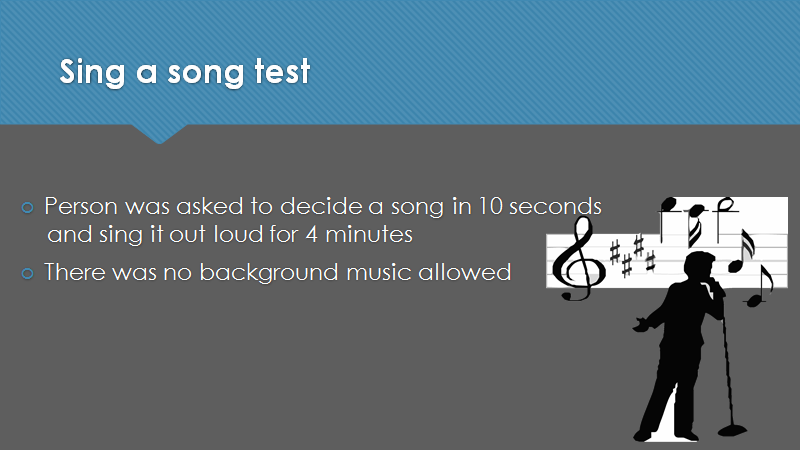 Sing a song test
Person was asked to decide a song in 10 seconds
and sing it out loud for 4 minutes
There was no background music allowed